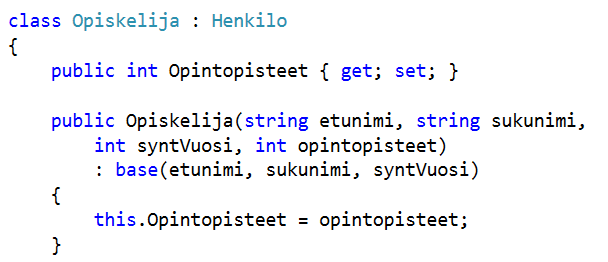 class Opiskelija : Henkilo
{
    public int Opintopisteet { get; set; }

    public Opiskelija(string etunimi, string sukunimi,
        int syntVuosi, int opintopisteet)
        : base(etunimi, sukunimi, syntVuosi)
    {
        this.Opintopisteet = opintopisteet;
    }